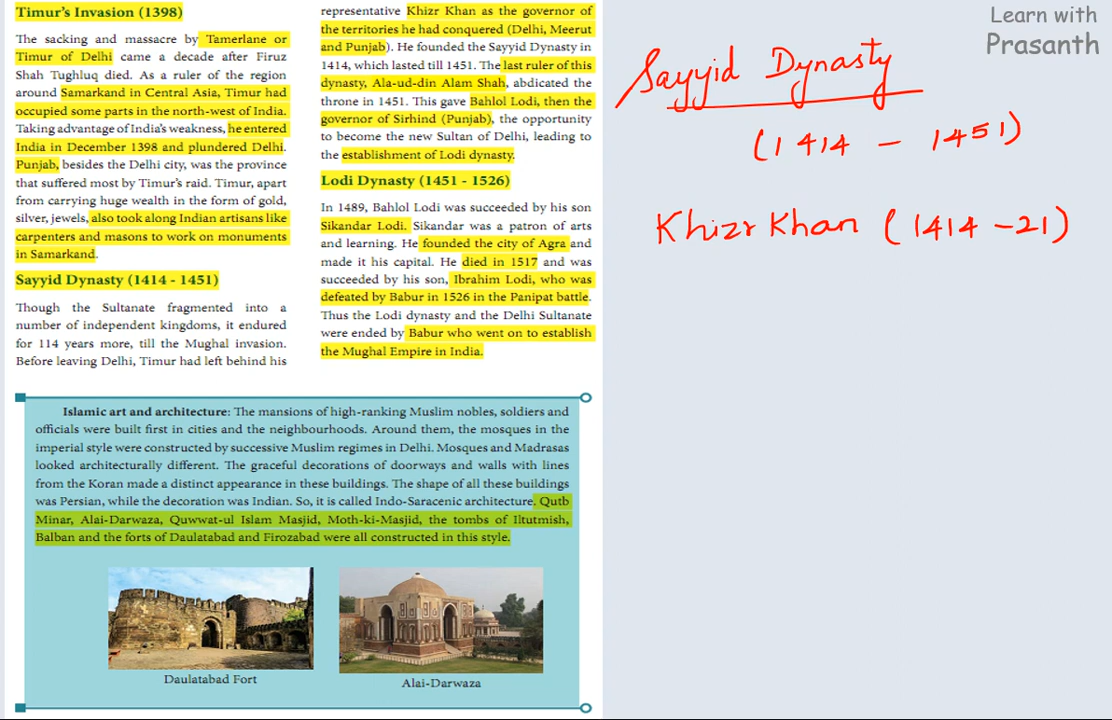 Timur's Invasion (1398)
The sacking and massacre by Tamerlane or
Timur of Delhi came a decade after Firuz
Shah Tughluq died. As a ruler of the region
around Samarkand in Central Asia, Timur had
occupied some parts in the north-west of India.
Taking advantage of India's weakness, he entered
India in December 1398 and plundered Delhi.
Punjab, besides the Delhi city, was the province
that suffered most by Timur's raid. Timur, apart
from carrying huge wealth in the form of gold,
silver, jewels, also took along Indian artisans like
carpenters and masons to work on monuments
in Samarkand.
Sayyid Dynasty (1414 - 1451)
Though the Sultanate fragmented into a
number of independent kingdoms, it endured
for 114 years more, till the Mughal invasion.
Before leaving Delhi, Timur had left behind his
representative Khizr Khan as the governor of
the territories he had conquered (Delhi, Meerut
and Punjab). He founded the Sayyid Dynasty in
1414, which lasted till 1451. The last ruler of this
dynasty, Ala-ud-din Alam Shah, abdicated the
throne in 1451. This gave Bahlol Lodi, then the
governor of Sirhind (Punjab), the opportunity
to become the new Sultan of Delhi, leading to
the establishment of Lodi dynasty.
Lodi Dynasty (1451 - 1526)
In 1489, Bahlol Lodi was succeeded by his son
Sikandar Lodi. Sikandar was a patron of arts
and learning. He founded the city of Agra and
made it his capital. He died in 1517 and was
succeeded by his son, Ibrahim Lodi, who was
defeated by Babur in 1526 in the Panipat battle.
Thus the Lodi dynasty and the Delhi Sultanate
were ended by Babur who went on to establish
the Mughal Empire in India.
Islamic art and architecture: The mansions of high-ranking Muslim nobles, soldiers and
officials were built first in cities and the neighbourhoods. Around them, the mosques in the
imperial style were constructed by successive Muslim regimes in Delhi. Mosques and Madrasas
looked architecturally different. The graceful decorations of doorways and walls with lines
from the Koran made a distinct appearance in these buildings. The shape of all these buildings
was Persian, while the decoration was Indian. So, it is called Indo-Saracenic architecture. Qutb
Minar, Alai-Darwaza, Quwwat-ul Islam Masjid, Moth-ki-Masjid, the tombs of Iltutmish,
Balban and the forts of Daulatabad and Firozabad were all constructed in this style.
Daulatabad Fort
Alai-Darwaza
Learn with
Prasanth
Sayyid Dynasty
(1414 - 1451)
Khizr Khan (1414 -21)